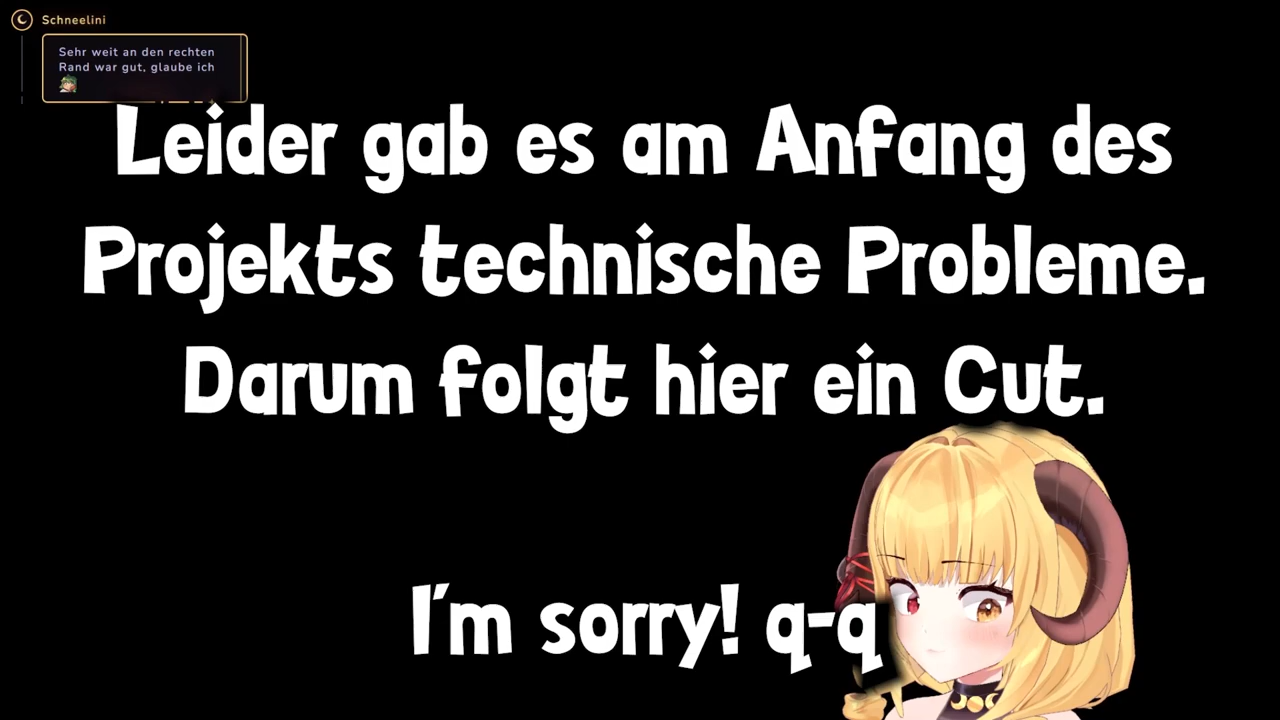 Schneelini
Sehr weit an den rechten
Rand war gut, glaube ich
Leider gab es am Anfang des
Projekts technische Probleme.
Darum folgt hier ein Cut.
I'm sorry! q-q